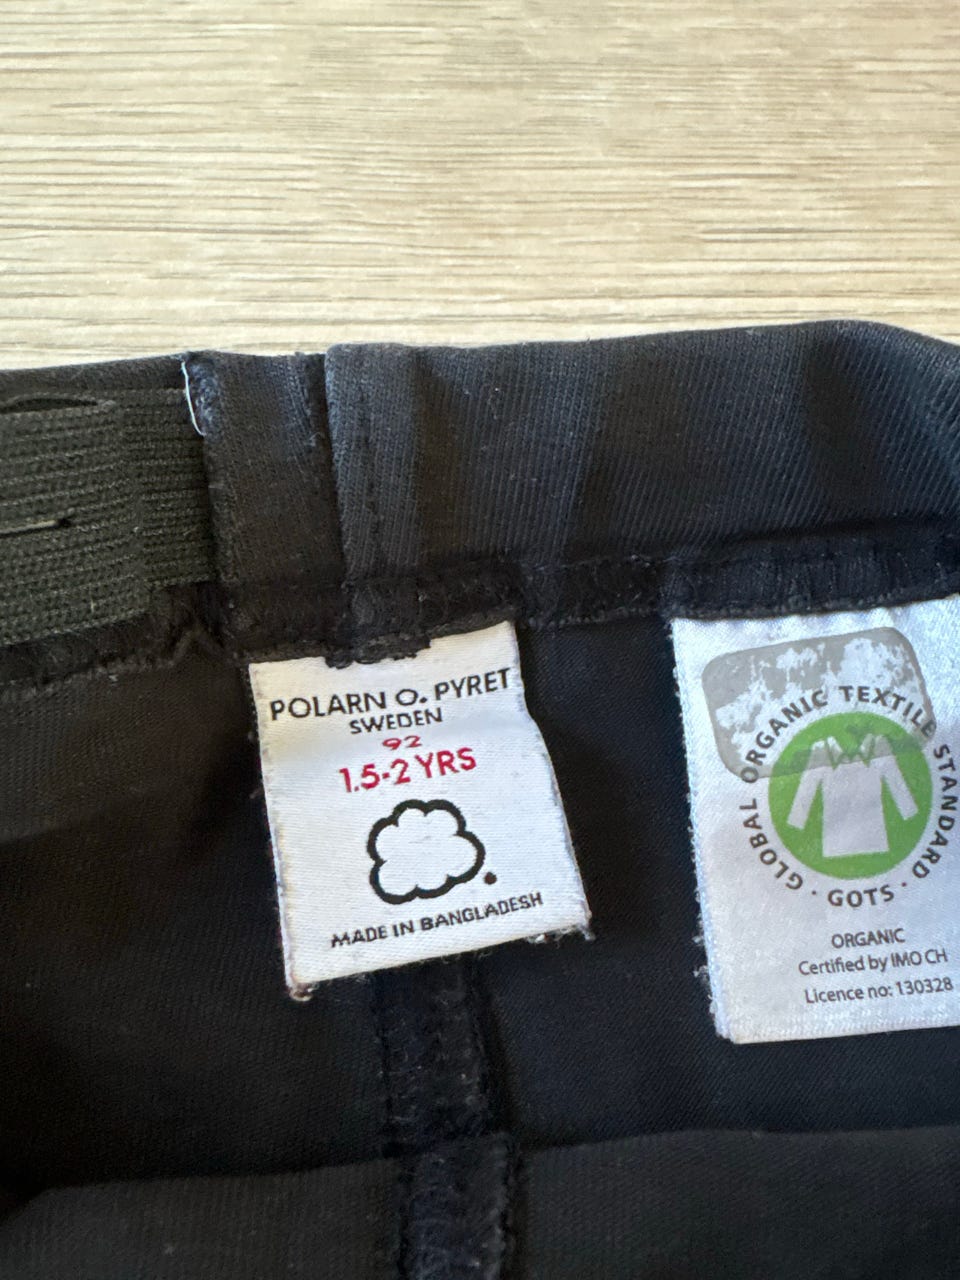 POLARN O. PYRET
SWEDEN
92
1.5-2 YRS
MADE IN BANGLADESH
GLOBAL ORGANIC TEXTILE STANDARD · GOTS ·
ORGANIC
Certified by IMO CH
Licence no: 130328